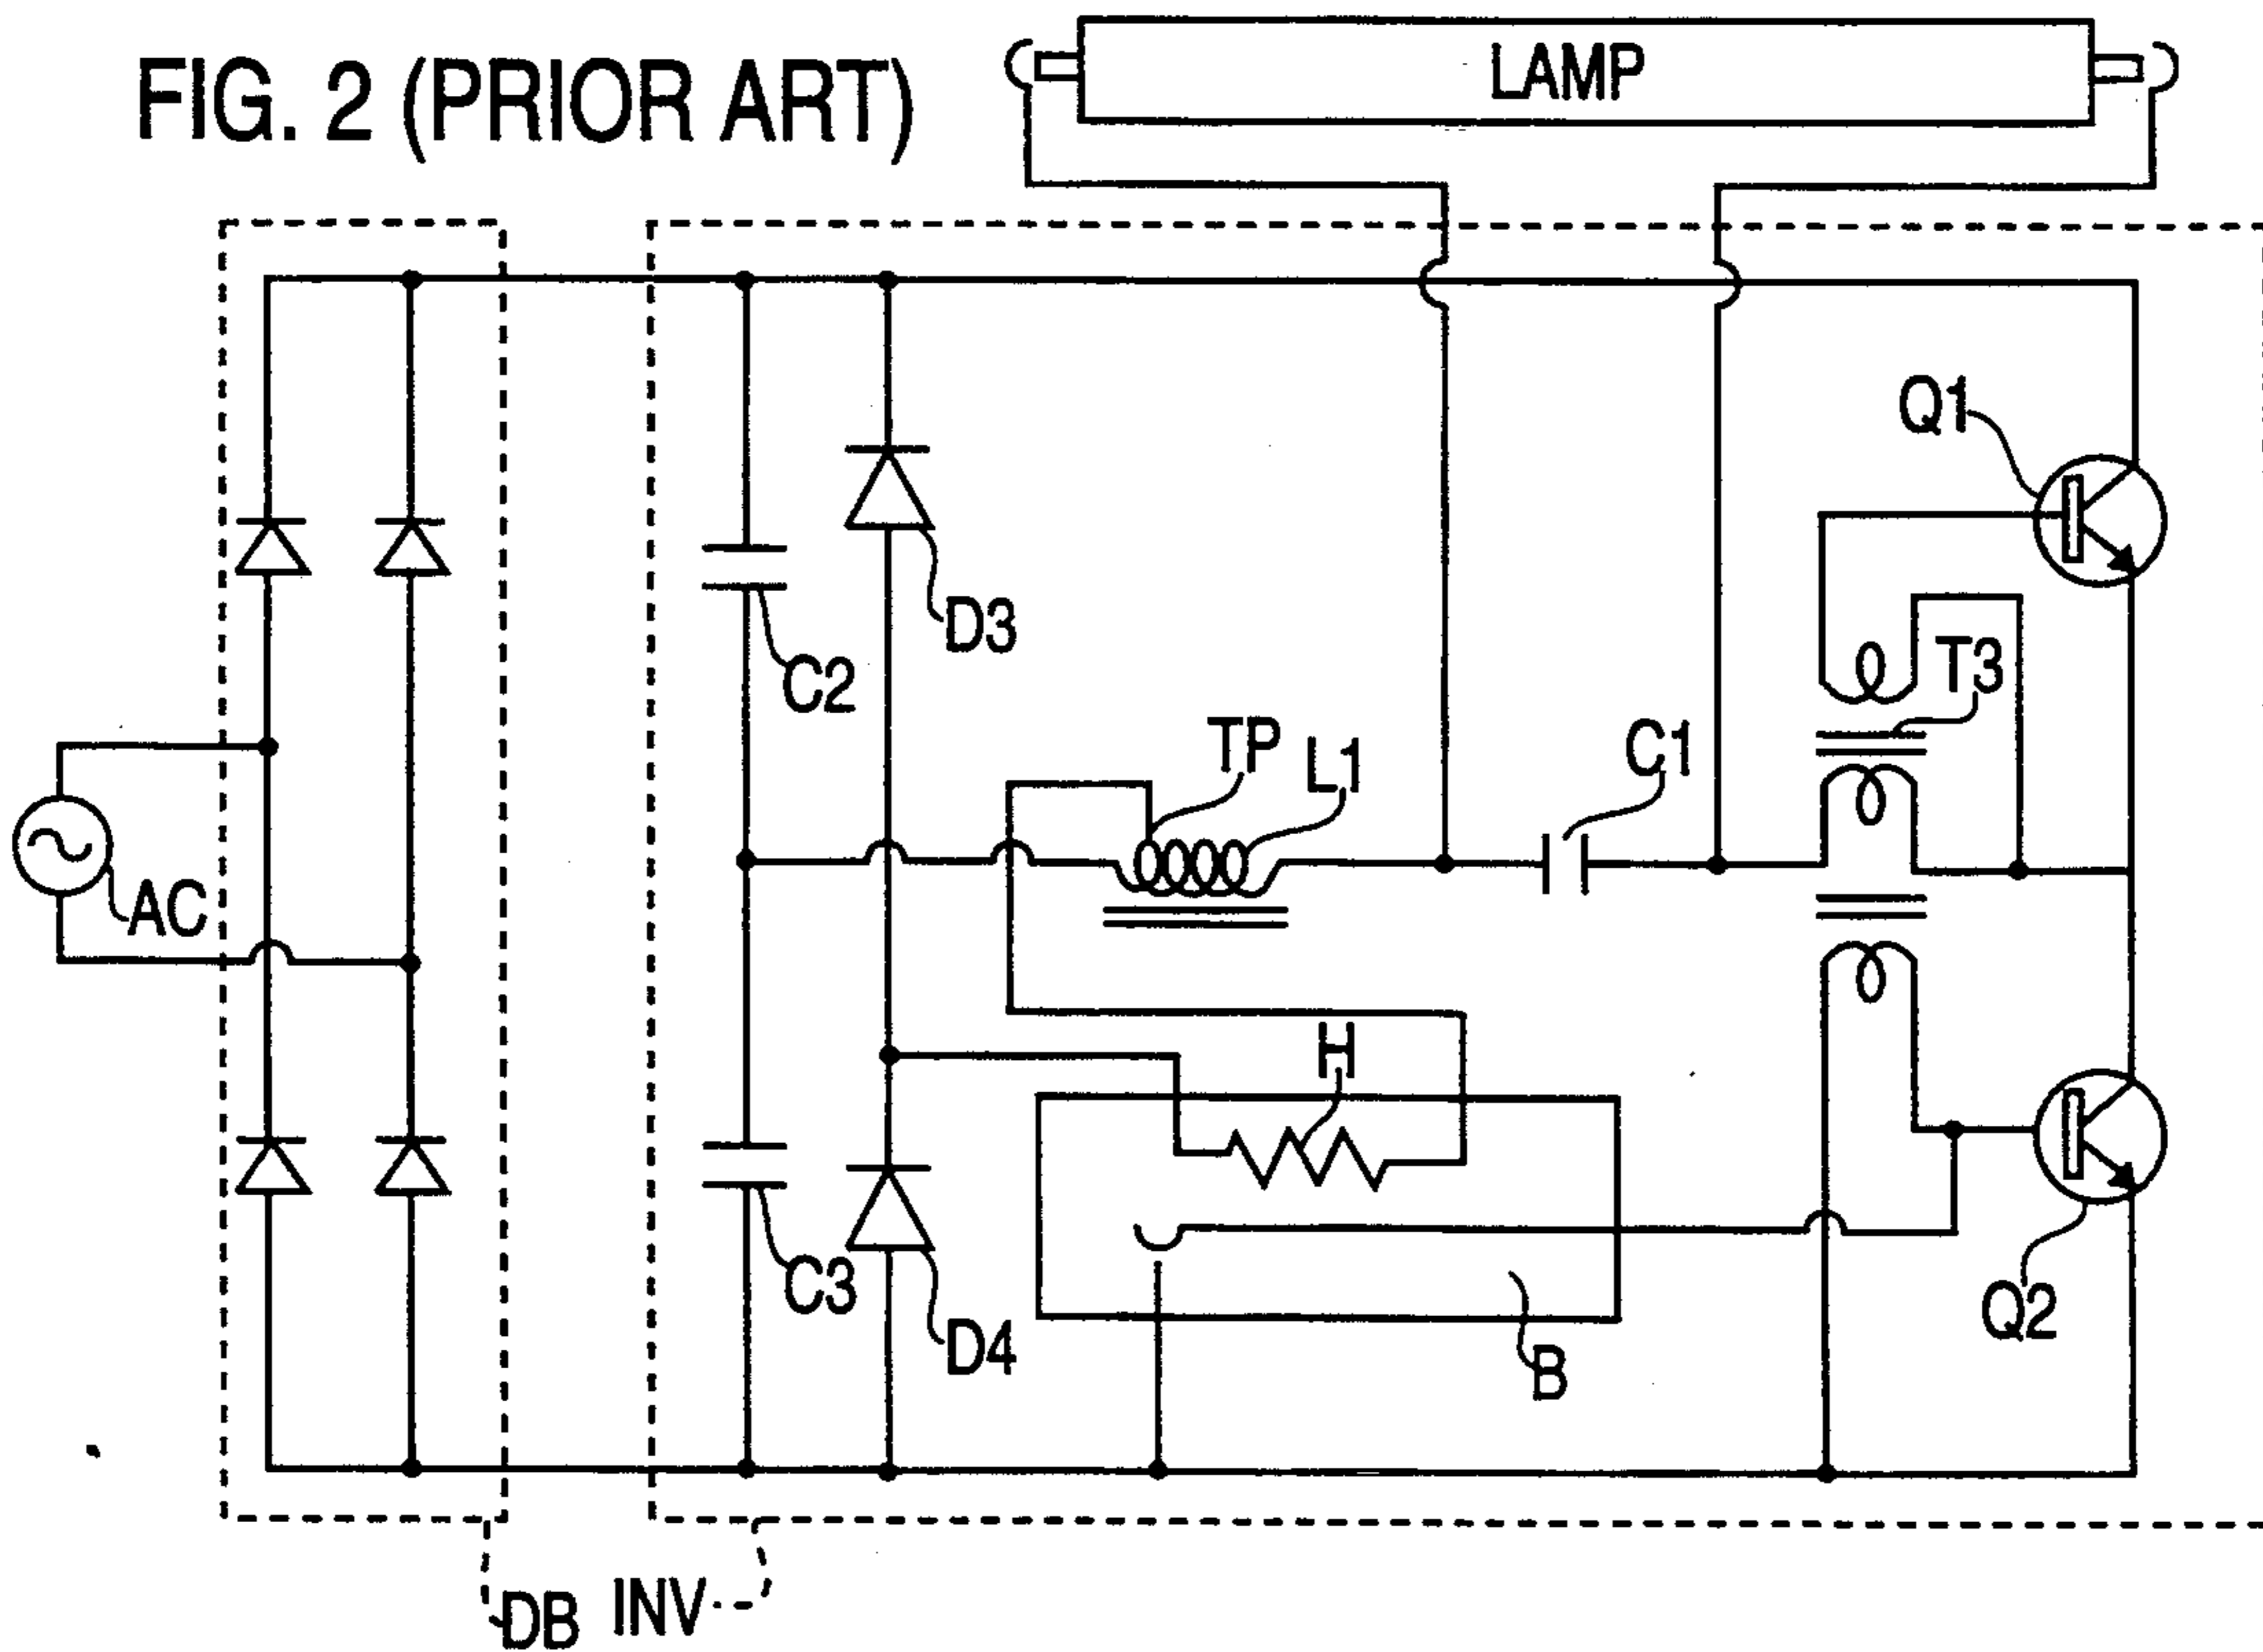 FIG. 2 (PRIOR ART)
LAMP
Q1
D3
C2
T3
TP
L1
C1
AC
H
C3
D4
B
Q2
DB
INV